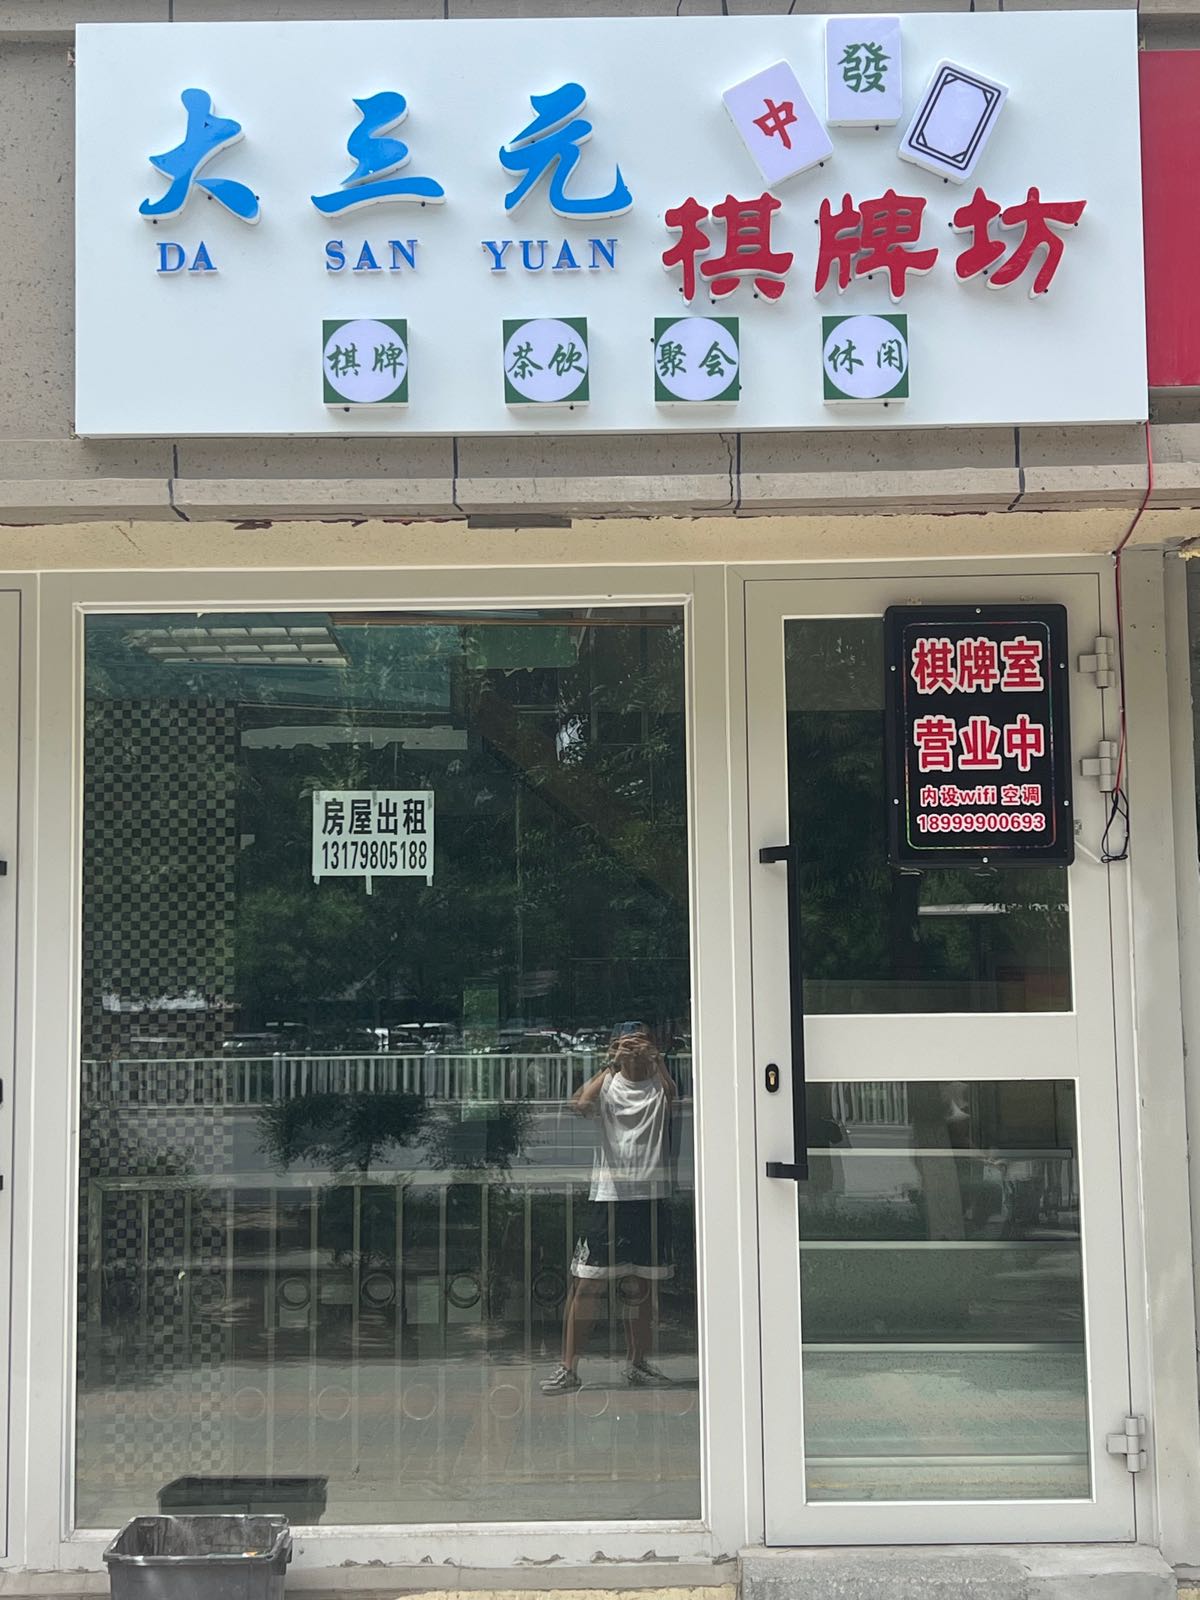 中 發
大三元
DA SAN YUAN
棋牌坊
棋牌 茶饮 聚会 休闲
棋牌室
营业中
内设wifi 空调
18999900693
房屋出租
13179805188